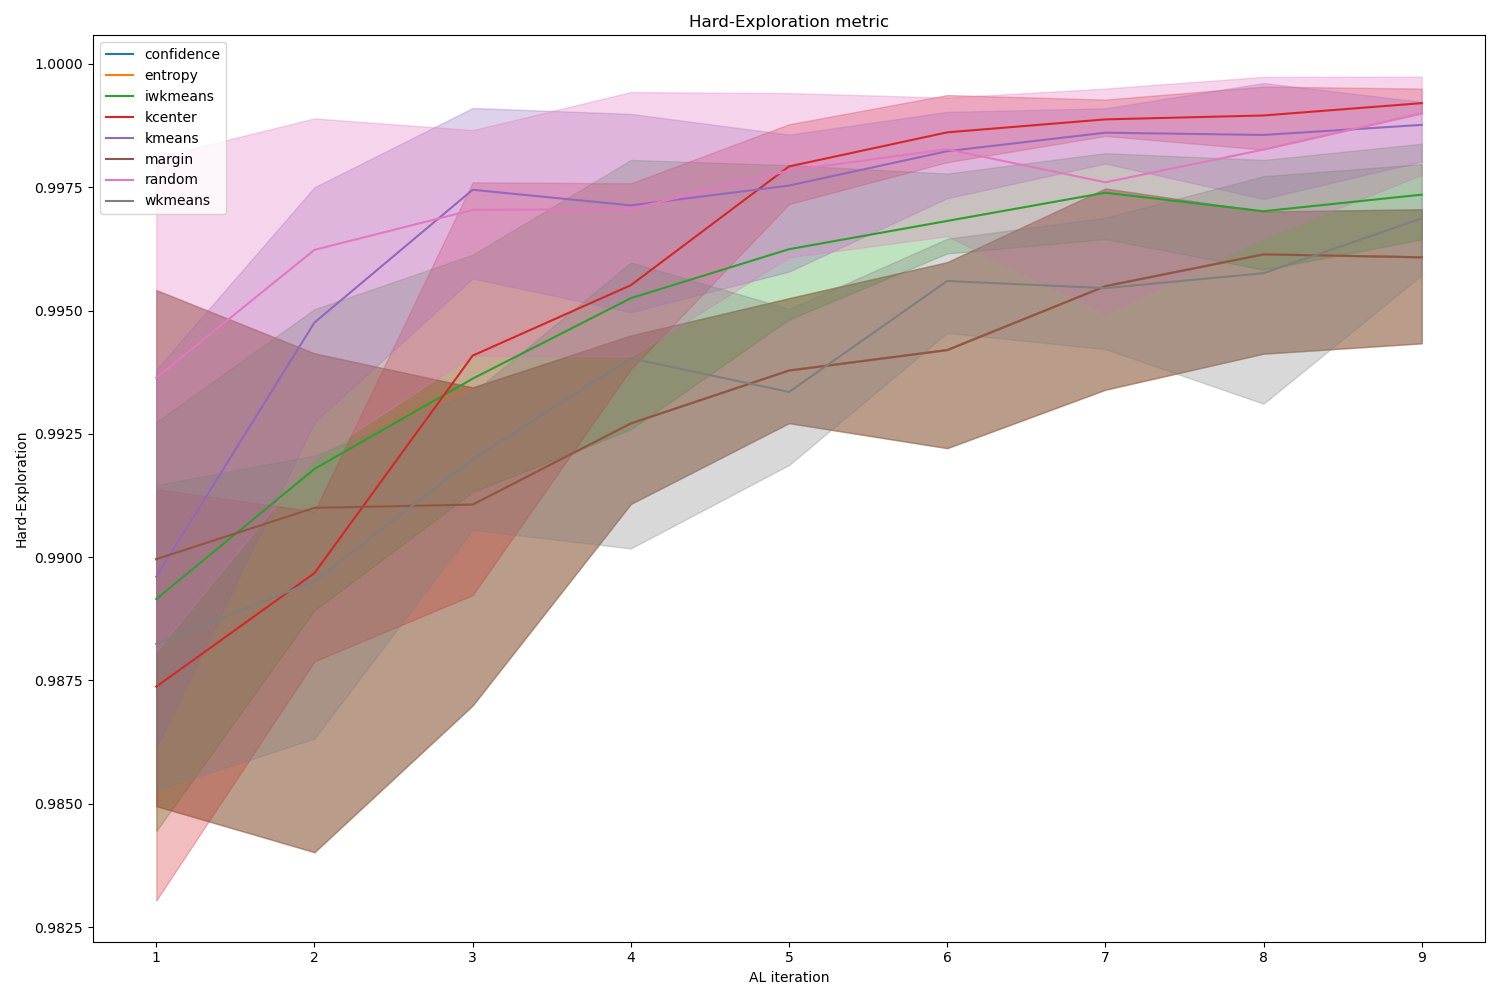 Hard-Exploration metric
confidence
entropy
iwkmeans
kcenter
kmeans
margin
random
wkmeans
1.0000
0.9975
0.9950
0.9925
0.9900
0.9875
0.9850
0.9825
Hard-Exploration
1 2 3 4 5 6 7 8 9
AL iteration